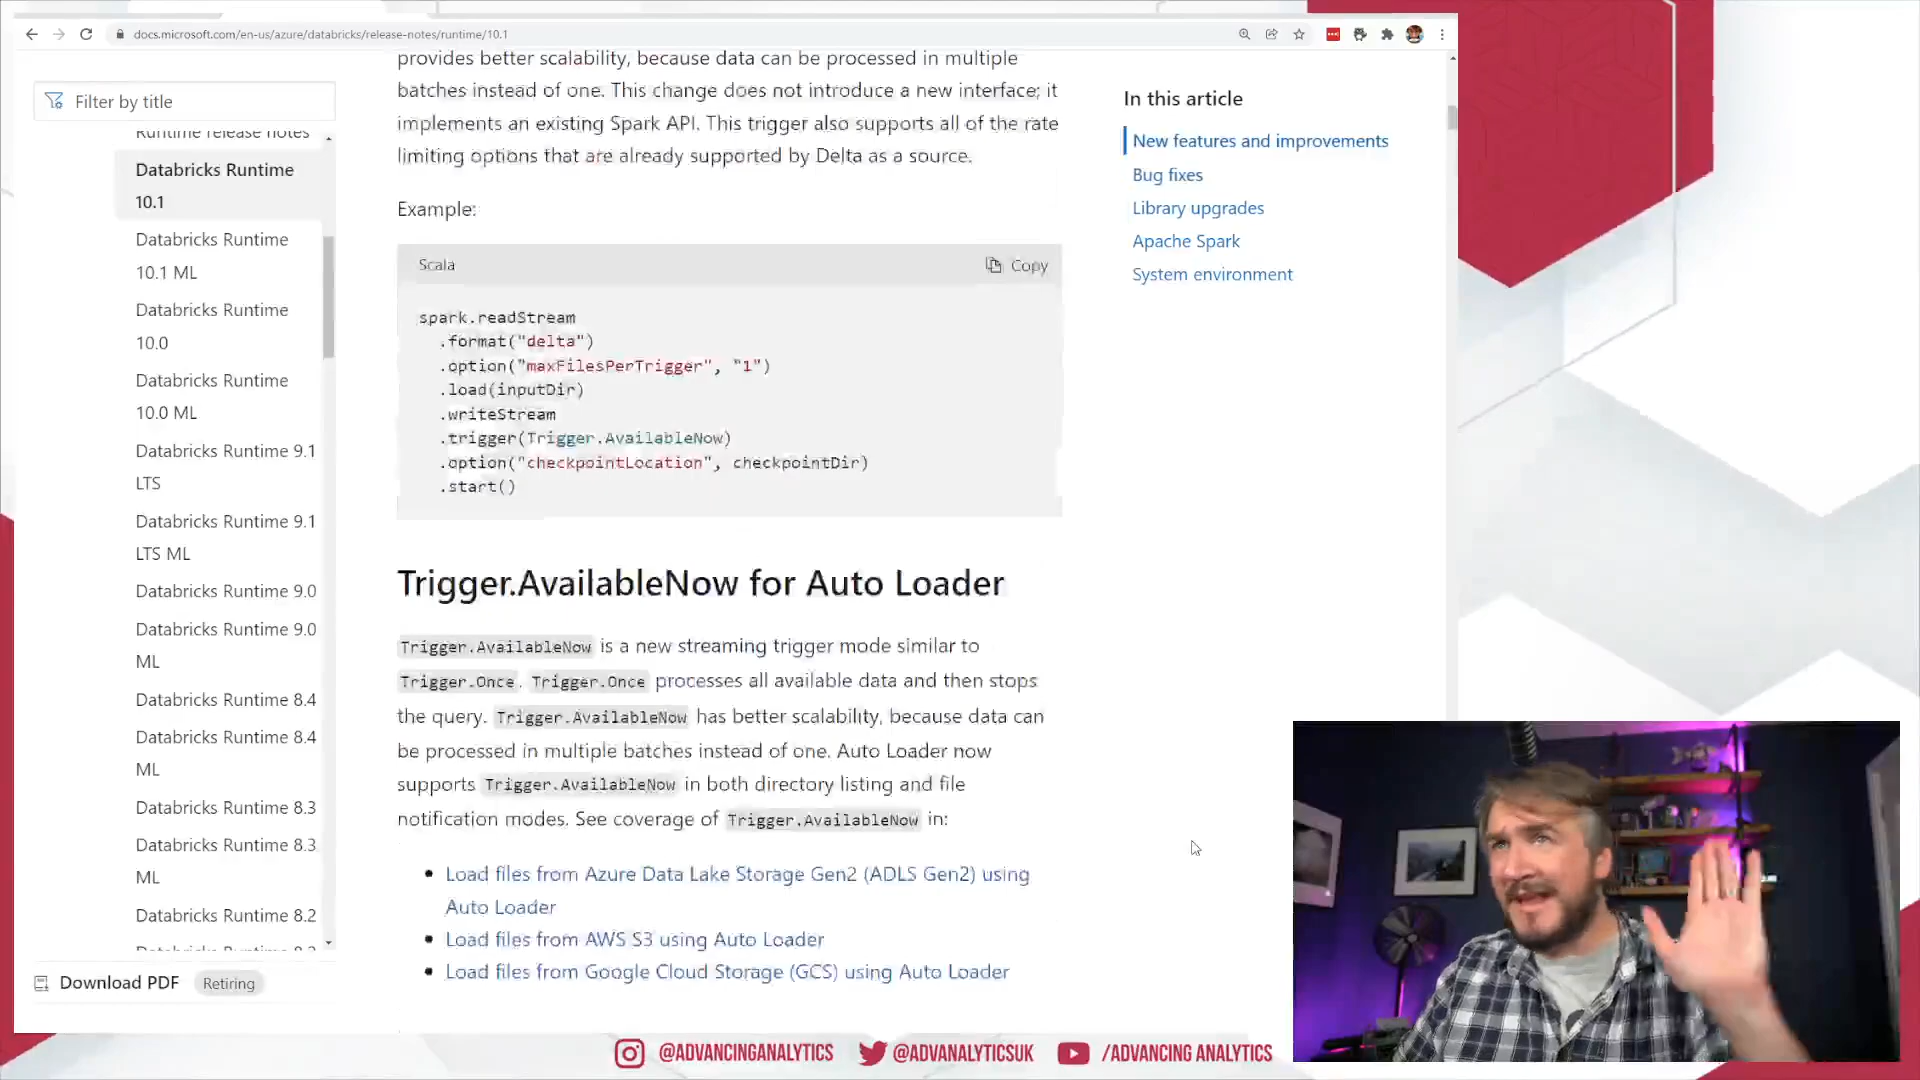 docs.microsoft.com/en-us/azure/databricks/release-notes/runtime/10.1
Filter by title
Runtime release notes
Databricks Runtime
10.1
Databricks Runtime
10.1 ML
Databricks Runtime
10.0
Databricks Runtime
10.0 ML
Databricks Runtime 9.1
LTS
Databricks Runtime 9.1
LTS ML
Databricks Runtime 9.0
Databricks Runtime 9.0
ML
Databricks Runtime 8.4
Databricks Runtime 8.4
ML
Databricks Runtime 8.3
Databricks Runtime 8.3
ML
Databricks Runtime 8.2
Download PDF
Retiring
provides better scalability, because data can be processed in multiple
batches instead of one. This change does not introduce a new interface; it
implements an existing Spark API. This trigger also supports all of the rate
limiting options that are already supported by Delta as a source.
Example:
Scala
Copy
spark.readStream
.format("delta")
.option("maxFilesPerTrigger", "1")
.load(inputDir)
.writeStream
.trigger(Trigger.AvailableNow)
.option("checkpointLocation", checkpointDir)
.start()
Trigger.AvailableNow for Auto Loader
Trigger.AvailableNow is a new streaming trigger mode similar to
Trigger.Once. Trigger.Once processes all available data and then stops
the query. Trigger.AvailableNow has better scalability, because data can
be processed in multiple batches instead of one. Auto Loader now
supports Trigger.AvailableNow in both directory listing and file
notification modes. See coverage of Trigger.AvailableNow in:
• Load files from Azure Data Lake Storage Gen2 (ADLS Gen2) using
Auto Loader
• Load files from AWS S3 using Auto Loader
• Load files from Google Cloud Storage (GCS) using Auto Loader
In this article
New features and improvements
Bug fixes
Library upgrades
Apache Spark
System environment
@ADVANCINGANALYTICS
@ADVANALYTICSUK
/ADVANCING ANALYTICS